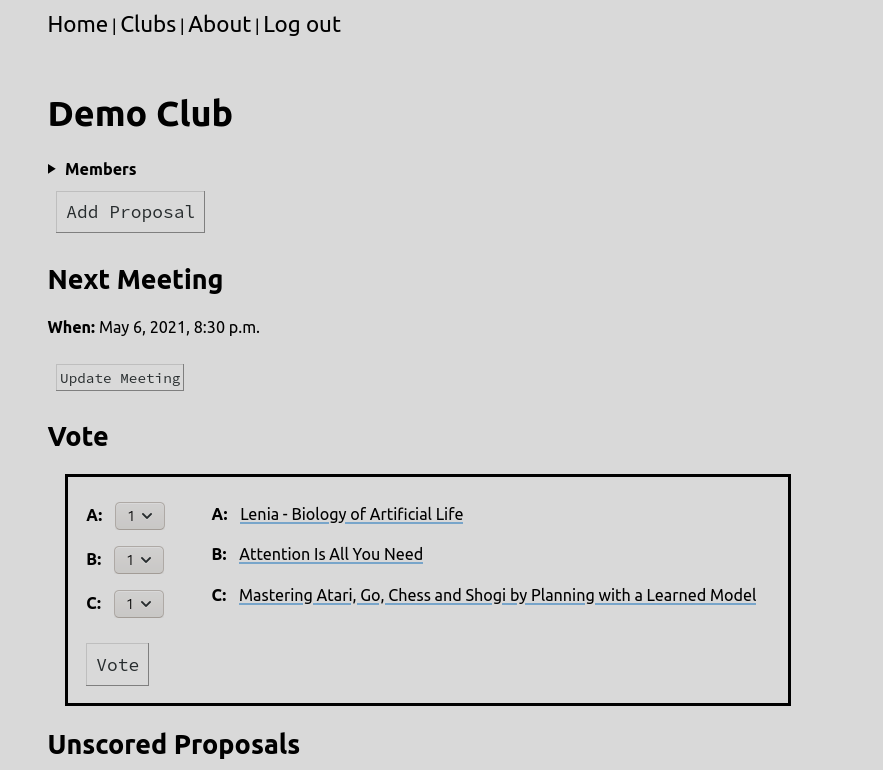 Home | Clubs | About | Log out
Demo Club
Members
Add Proposal
Next Meeting
When: May 6, 2021, 8:30 p.m.
Update Meeting
Vote
A: 1 A: Lenia - Biology of Artificial Life
B: 1 B: Attention Is All You Need
C: 1 C: Mastering Atari, Go, Chess and Shogi by Planning with a Learned Model
Vote
Unscored Proposals